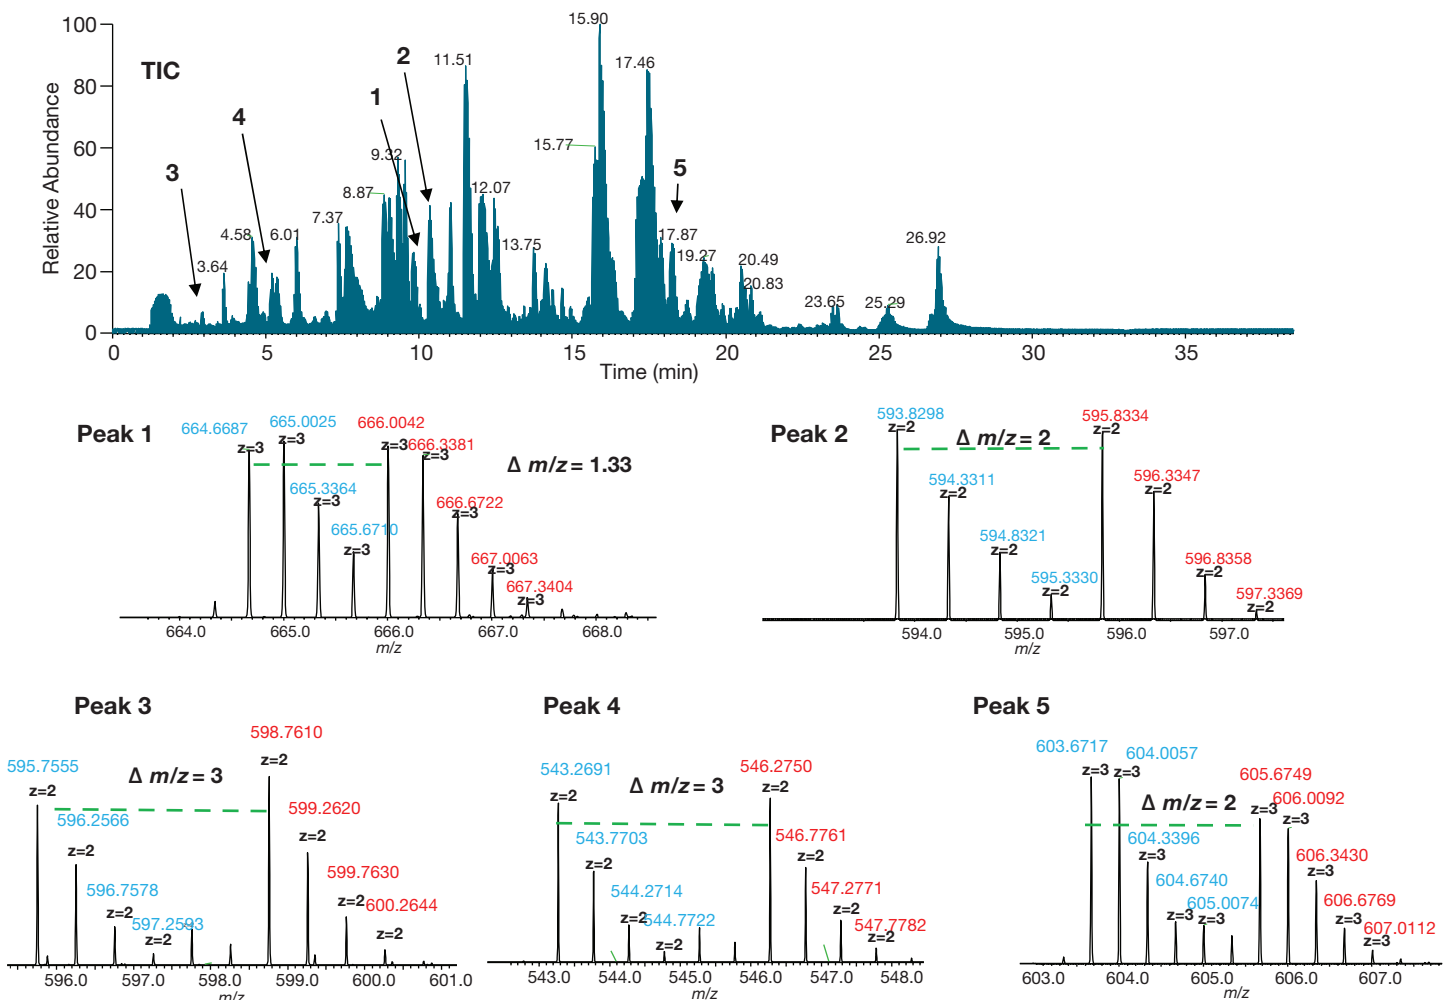 TIC
Relative Abundance
100
80
60
40
20
0
15.90
11.51
17.46
2
1
4
3
5
9.32
15.77
8.87
12.07
7.37
4.58
6.01
3.64
13.75
17.87
19.27
20.49
20.83
26.92
23.65
25.29
0 5 10 15 20 25 30 35
Time (min)
Peak 1
664.6687
z=3
665.0025
z=3
665.3364
z=3
665.6710
z=3
666.0042
z=3
666.3381
z=3
666.6722
z=3
667.0063
z=3
667.3404
z=3
Δ m/z = 1.33
664.0 665.0 666.0 667.0 668.0
m/z
Peak 2
593.8298
z=2
Δ m/z = 2
595.8334
z=2
594.3311
z=2
594.8321
z=2
595.3330
z=2
596.3347
z=2
596.8358
z=2
597.3369
z=2
594.0 595.0 596.0 597.0
m/z
Peak 3
595.7555
z=2
Δ m/z = 3
598.7610
z=2
596.2566
z=2
596.7578
z=2
597.2593
z=2
599.2620
z=2
599.7630
z=2
600.2644
z=2
596.0 597.0 598.0 599.0 600.0 601.0
m/z
Peak 4
543.2691
z=2
Δ m/z = 3
546.2750
z=2
543.7703
z=2
544.2714
z=2
544.7722
z=2
546.7761
z=2
547.2771
z=2
547.7782
z=2
543.0 544.0 545.0 546.0 547.0 548.0
m/z
Peak 5
603.6717
z=3
604.0057
z=3
Δ m/z = 2
604.3396
z=3
604.6740
z=3
605.0074
z=3
605.6749
z=3
606.0092
z=3
606.3430
z=3
606.6769
z=3
607.0112
z=3
603.0 604.0 605.0 606.0 607.0
m/z